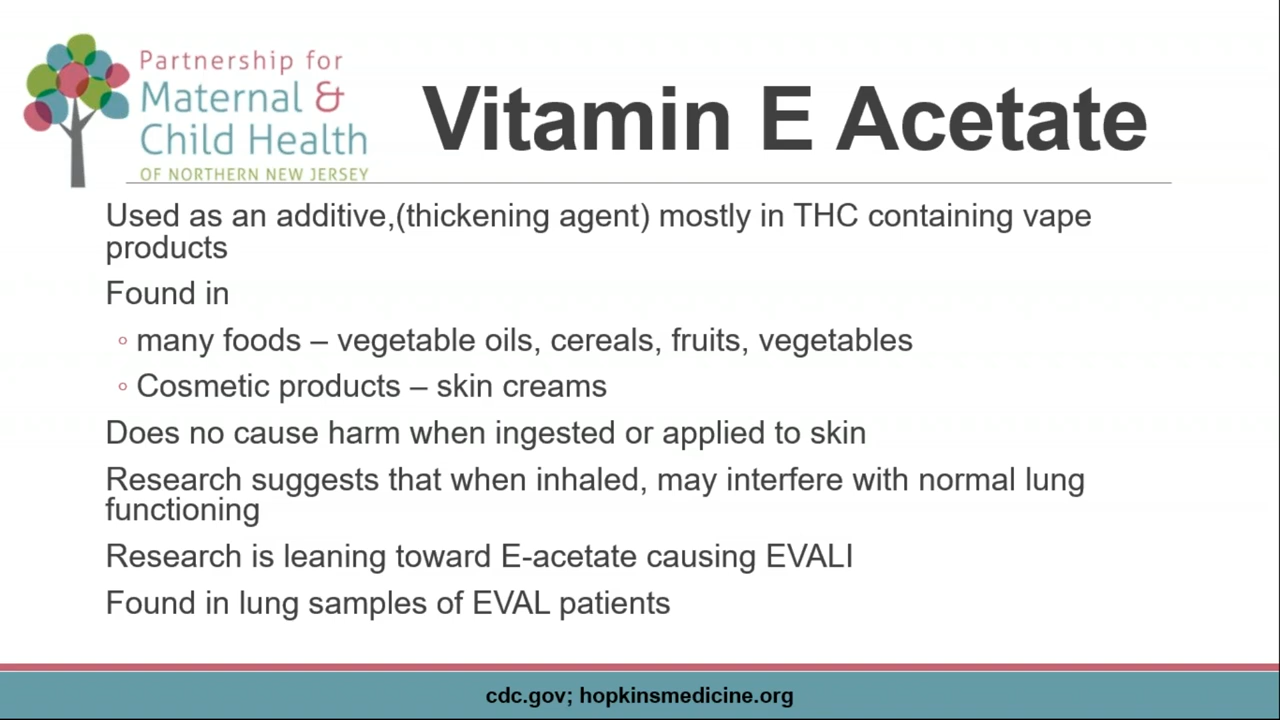 Partnership for
Maternal &
Child Health
OF NORTHERN NEW JERSEY
Vitamin E Acetate
Used as an additive,(thickening agent) mostly in THC containing vape
products
Found in
◦ many foods – vegetable oils, cereals, fruits, vegetables
◦ Cosmetic products – skin creams
Does no cause harm when ingested or applied to skin
Research suggests that when inhaled, may interfere with normal lung
functioning
Research is leaning toward E-acetate causing EVALI
Found in lung samples of EVAL patients
cdc.gov; hopkinsmedicine.org